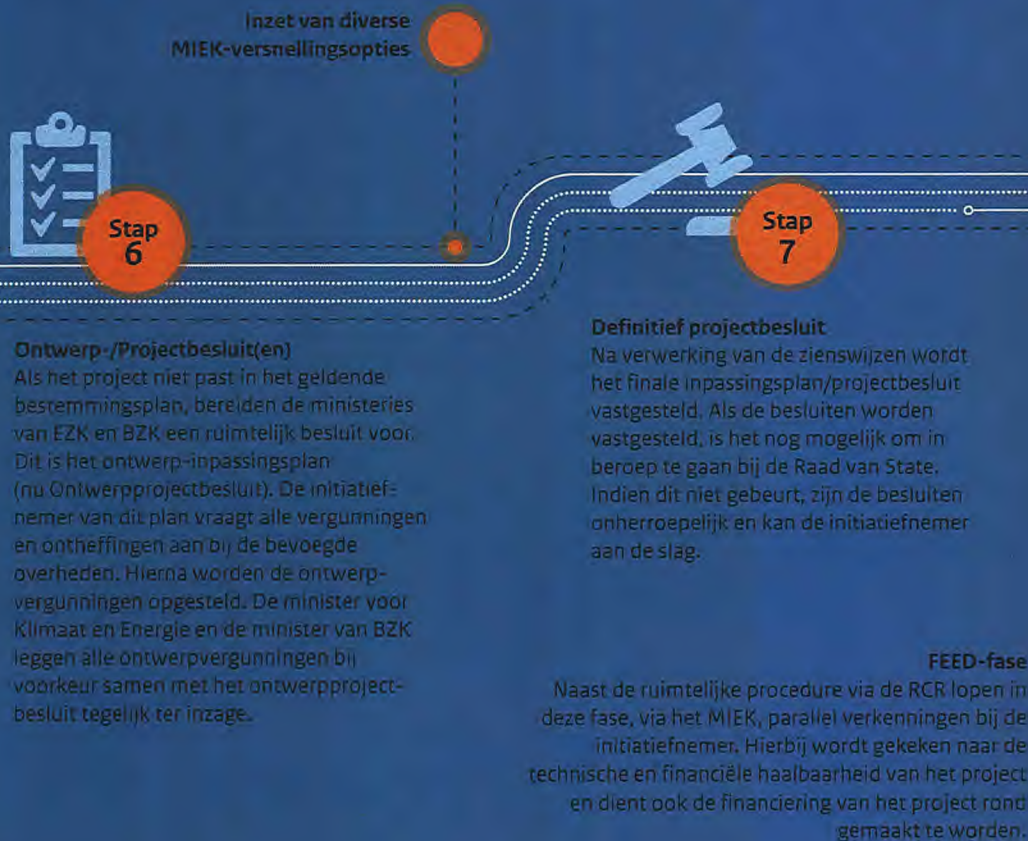 Inzet van diverse
MIEK-versnellingsopties
Stap
6
Ontwerp-/Projectbesluit(en)
Als het project niet past in het geldende
bestemmingsplan, bereiden de ministeries
van EZK en BZK een ruimtelijk besluit voor.
Dit is het ontwerp-inpassingsplan
(nu Ontwerpprojectbesluit). De initiatief-
nemer van dit plan vraagt alle vergunningen
en ontheffingen aan bij de bevoegde
overheden. Hierna worden de ontwerp-
vergunningen opgesteld. De minister voor
Klimaat en Energie en de minister van BZK
leggen alle ontwerpvergunningen bij
voorkeur samen met het ontwerpproject-
besluit tegelijk ter inzage.
Stap
7
Definitief projectbesluit
Na verwerking van de zienswijzen wordt
het finale inpassingsplan/projectbesluit
vastgesteld. Als de besluiten worden
vastgesteld, is het nog mogelijk om in
beroep te gaan bij de Raad van State.
Indien dit niet gebeurt, zijn de besluiten
onherroepelijk en kan de initiatiefnemer
aan de slag.
FEED-fase
Naast de ruimtelijke procedure via de RCR lopen in
deze fase, via het MIEK, parallel verkenningen bij de
initiatiefnemer. Hierbij wordt gekeken naar de
technische en financiële haalbaarheid van het project
en dient ook de financiering van het project rond
gemaakt te worden.